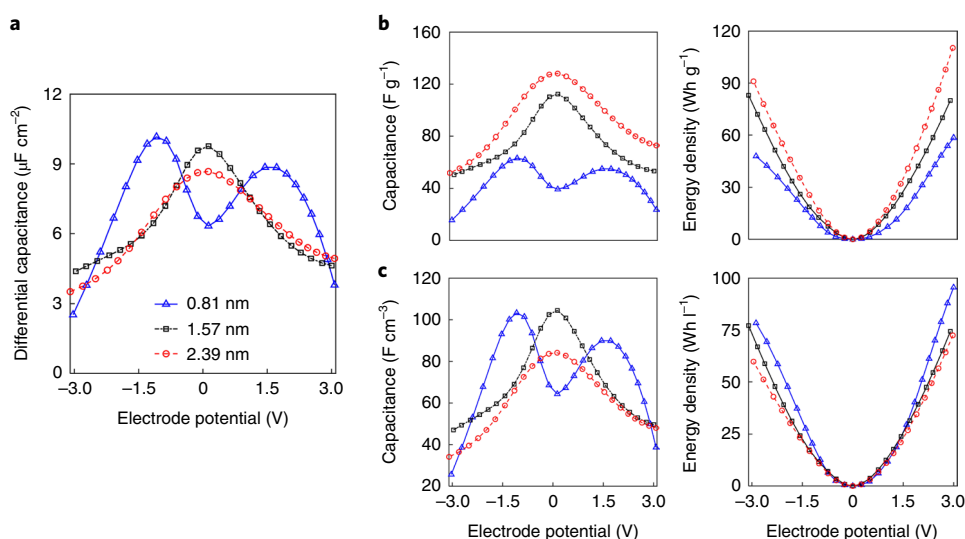 a
Differential capacitance (μF cm⁻²)
12
9
6
3
0
0.81 nm
1.57 nm
2.39 nm
−3.0 −1.5 0 1.5 3.0
Electrode potential (V)
b
Capacitance (F g⁻¹)
160
120
80
40
0
Energy density (Wh g⁻¹)
120
90
60
30
0
c
Capacitance (F cm⁻³)
120
100
80
60
40
20
−3.0 −1.5 0 1.5 3.0
Electrode potential (V)
Energy density (Wh l⁻¹)
100
75
50
25
0
−3.0 −1.5 0 1.5 3.0
Electrode potential (V)